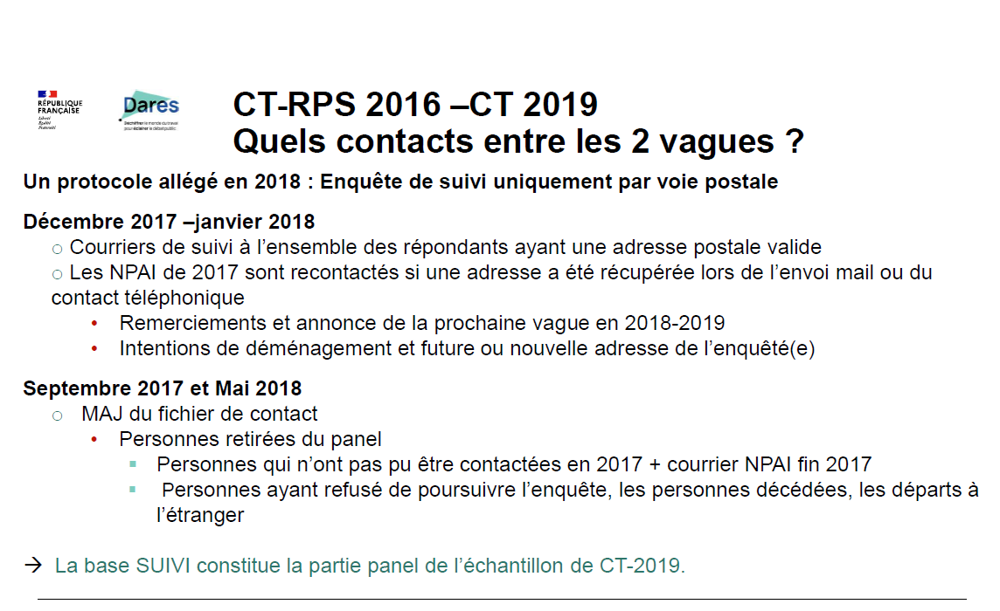 RÉPUBLIQUE
FRANÇAISE
Liberté
Égalité
Fraternité
Dares
Décrypter le monde du travail
pour éclairer le débat public
CT-RPS 2016 –CT 2019
Quels contacts entre les 2 vagues ?
Un protocole allégé en 2018 : Enquête de suivi uniquement par voie postale
Décembre 2017 –janvier 2018
○ Courriers de suivi à l’ensemble des répondants ayant une adresse postale valide
○ Les NPAI de 2017 sont recontactés si une adresse a été récupérée lors de l’envoi mail ou du
contact téléphonique
• Remerciements et annonce de la prochaine vague en 2018-2019
• Intentions de déménagement et future ou nouvelle adresse de l’enquêté(e)
Septembre 2017 et Mai 2018
○ MAJ du fichier de contact
• Personnes retirées du panel
▪ Personnes qui n’ont pas pu être contactées en 2017 + courrier NPAI fin 2017
▪ Personnes ayant refusé de poursuivre l’enquête, les personnes décédées, les départs à
l’étranger
→ La base SUIVI constitue la partie panel de l’échantillon de CT-2019.